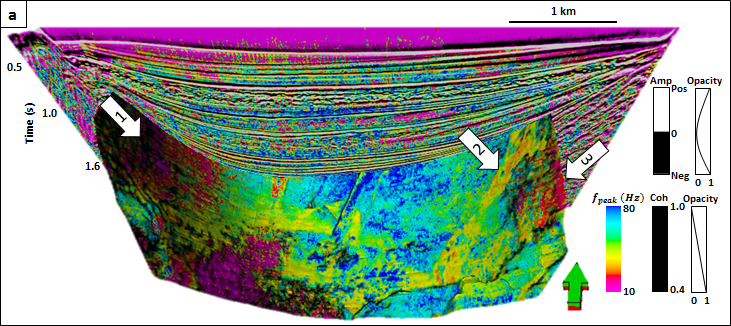 a
1 km
0.5
1.0
1.6
Time (s)
1
2
3
Amp Opacity
Pos
0
Neg
0 1
f_peak (Hz) Coh Opacity
80
10
1.0
0.4
0 1